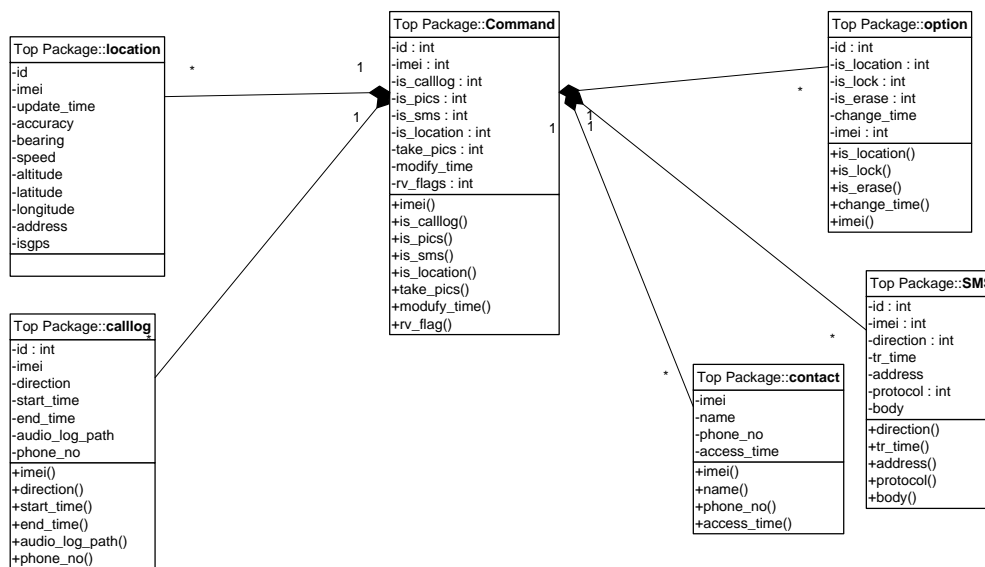 Top Package::location
-id
-imei
-update_time
-accuracy
-bearing
-speed
-altitude
-latitude
-longitude
-address
-isgps
Top Package::Command
-id : int
-imei : int
-is_calllog : int
-is_pics : int
-is_sms : int
-is_location : int
-take_pics : int
-modify_time
-rv_flags : int
+imei()
+is_calllog()
+is_pics()
+is_sms()
+is_location()
+take_pics()
+modufy_time()
+rv_flag()
Top Package::option
-id : int
-is_location : int
-is_lock : int
-is_erase : int
-change_time
-imei : int
+is_location()
+is_lock()
+is_erase()
+change_time()
+imei()
*
1
1
*
1
*
1
1
*
*
Top Package::calllog
-id : int
-imei
-direction
-start_time
-end_time
-audio_log_path
-phone_no
+imei()
+direction()
+start_time()
+end_time()
+audio_log_path()
+phone_no()
Top Package::contact
-imei
-name
-phone_no
-access_time
+imei()
+name()
+phone_no()
+access_time()
Top Package::SMS
-id : int
-imei : int
-direction : int
-tr_time
-address
-protocol : int
-body
+direction()
+tr_time()
+address()
+protocol()
+body()